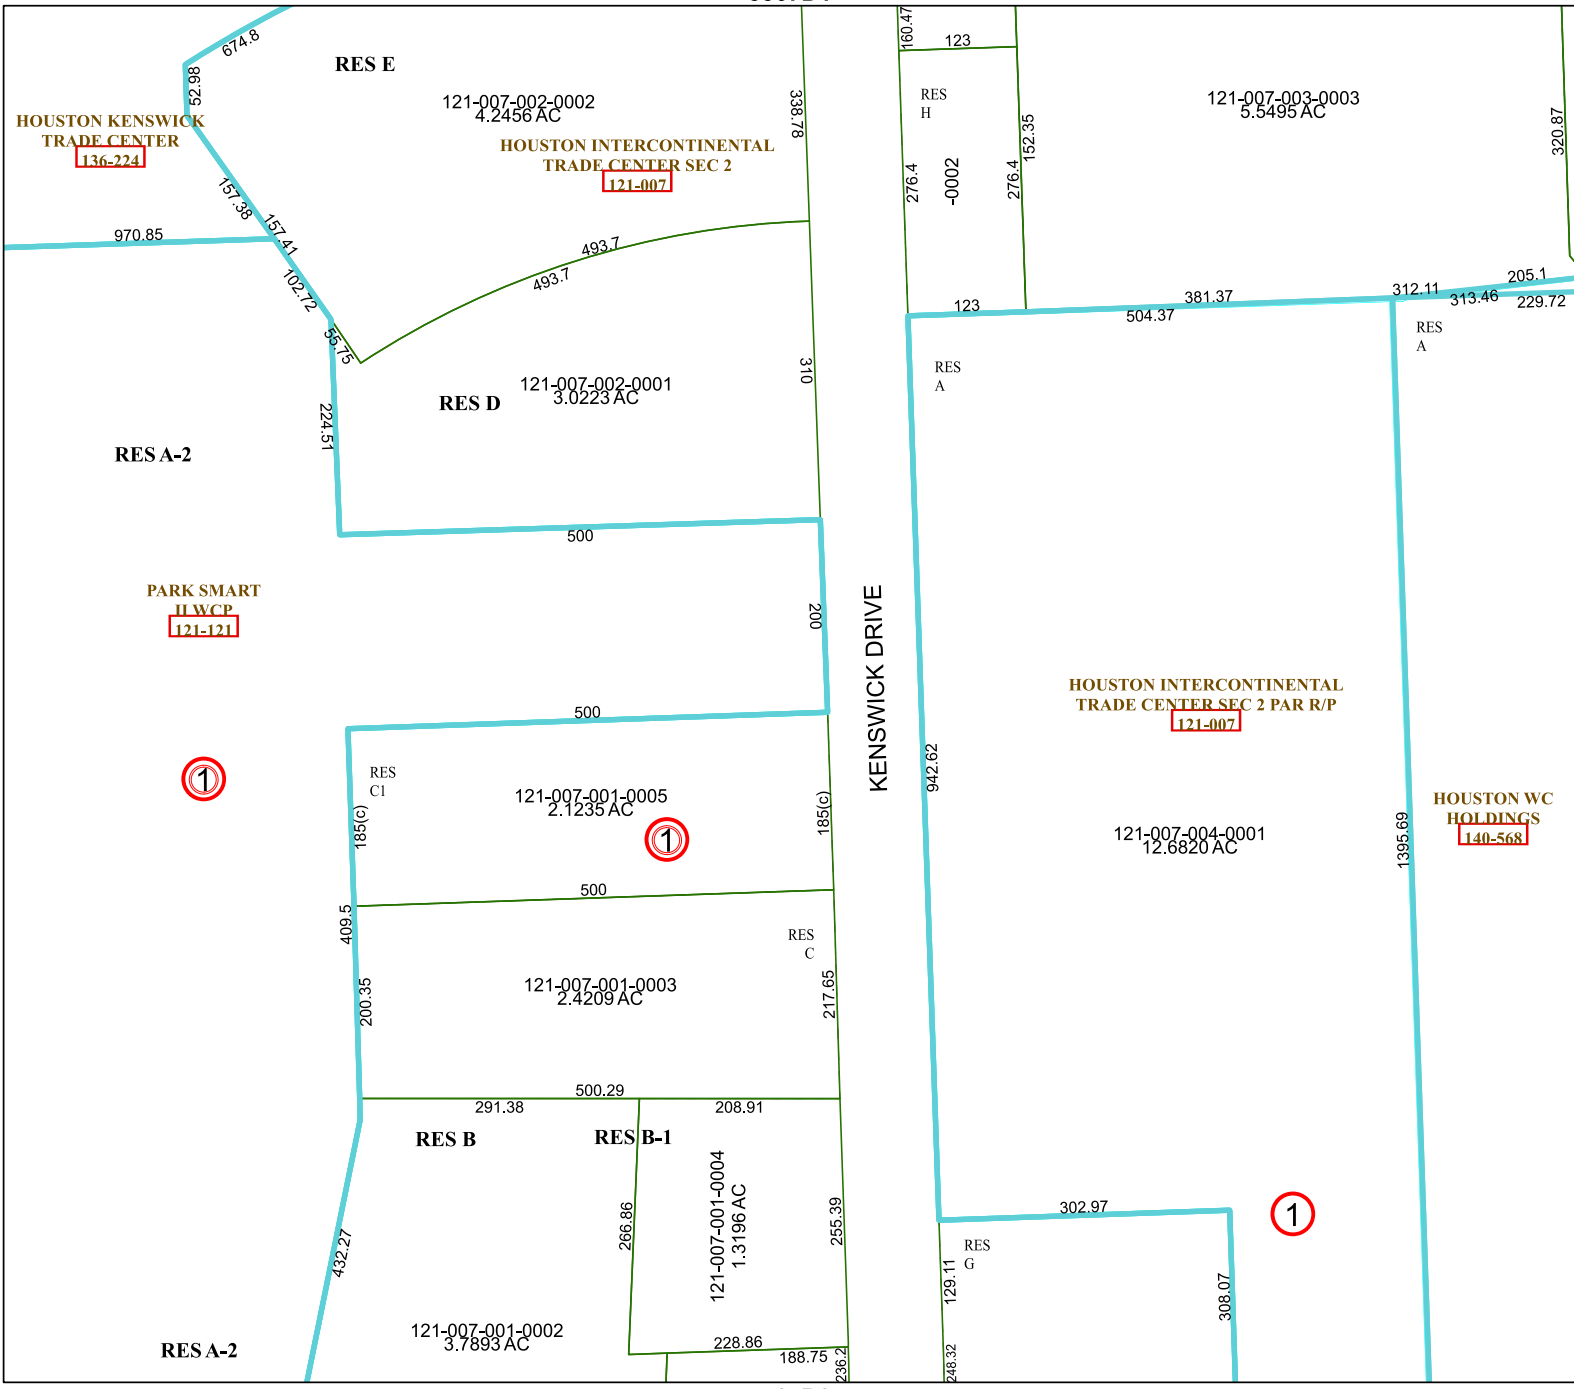 674.8
52.98
RES E
121-007-002-0002
4.2456 AC
338.78
160.47
123
RES
H
-0002
276.4
276.4
152.35
121-007-003-0003
5.5495 AC
320.87
HOUSTON KENSWICK
TRADE CENTER
136-224
HOUSTON INTERCONTINENTAL
TRADE CENTER SEC 2
121-007
157.38
157.41
970.85
102.72
493.7
493.7
55.75
123
381.37
504.37
312.11
205.1
313.46
229.72
RES
A
RES
A
310
121-007-002-0001
3.0223 AC
RES D
224.51
RES A-2
500
PARK SMART
II WCP
121-121
200
KENSWICK DRIVE
500
HOUSTON INTERCONTINENTAL
TRADE CENTER SEC 2 PAR R/P
121-007
942.62
1
RES
C1
185(c)
121-007-001-0005
2.1235 AC
1
185(c)
121-007-004-0001
12.6820 AC
1395.69
HOUSTON WC
HOLDINGS
140-568
500
409.5
RES
C
121-007-001-0003
2.4209 AC
200.35
217.65
500.29
291.38
208.91
RES B
RES B-1
121-007-001-0004
1.3196 AC
266.86
255.39
432.27
302.97
1
RES
G
129.11
308.07
121-007-001-0002
3.7893 AC
RES A-2
228.86
188.75
236.2
248.32